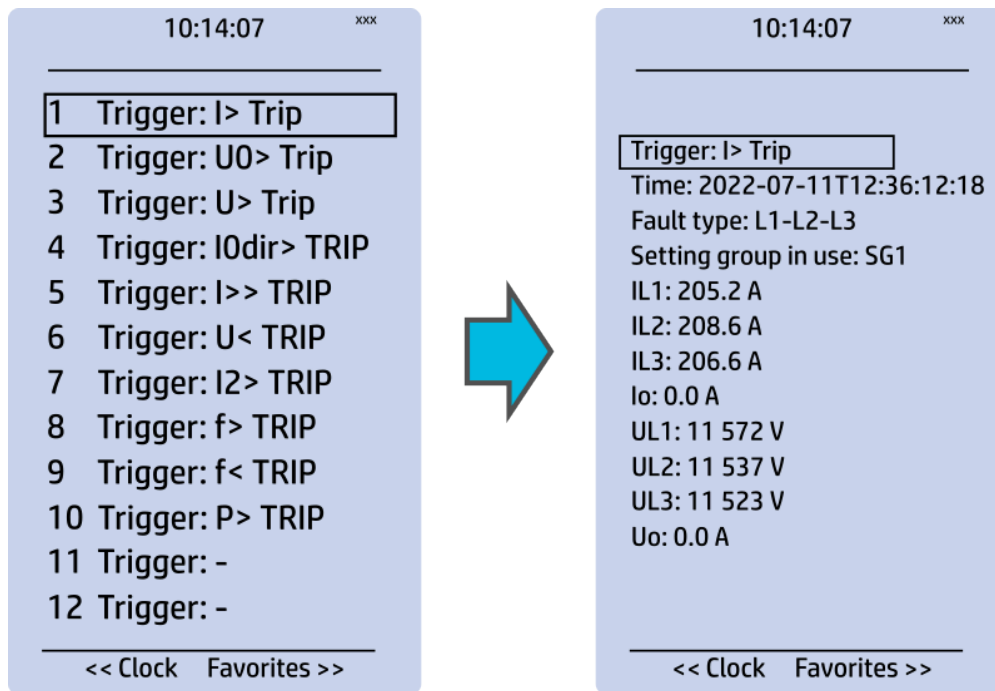 10:14:07 xxx
1 Trigger: I> Trip
2 Trigger: U0> Trip
3 Trigger: U> Trip
4 Trigger: I0dir> TRIP
5 Trigger: I>> TRIP
6 Trigger: U< TRIP
7 Trigger: I2> TRIP
8 Trigger: f> TRIP
9 Trigger: f< TRIP
10 Trigger: P> TRIP
11 Trigger: -
12 Trigger: -
<< Clock Favorites >>
10:14:07 xxx
Trigger: I> Trip
Time: 2022-07-11T12:36:12:18
Fault type: L1-L2-L3
Setting group in use: SG1
IL1: 205.2 A
IL2: 208.6 A
IL3: 206.6 A
Io: 0.0 A
UL1: 11 572 V
UL2: 11 537 V
UL3: 11 523 V
Uo: 0.0 A
<< Clock Favorites >>